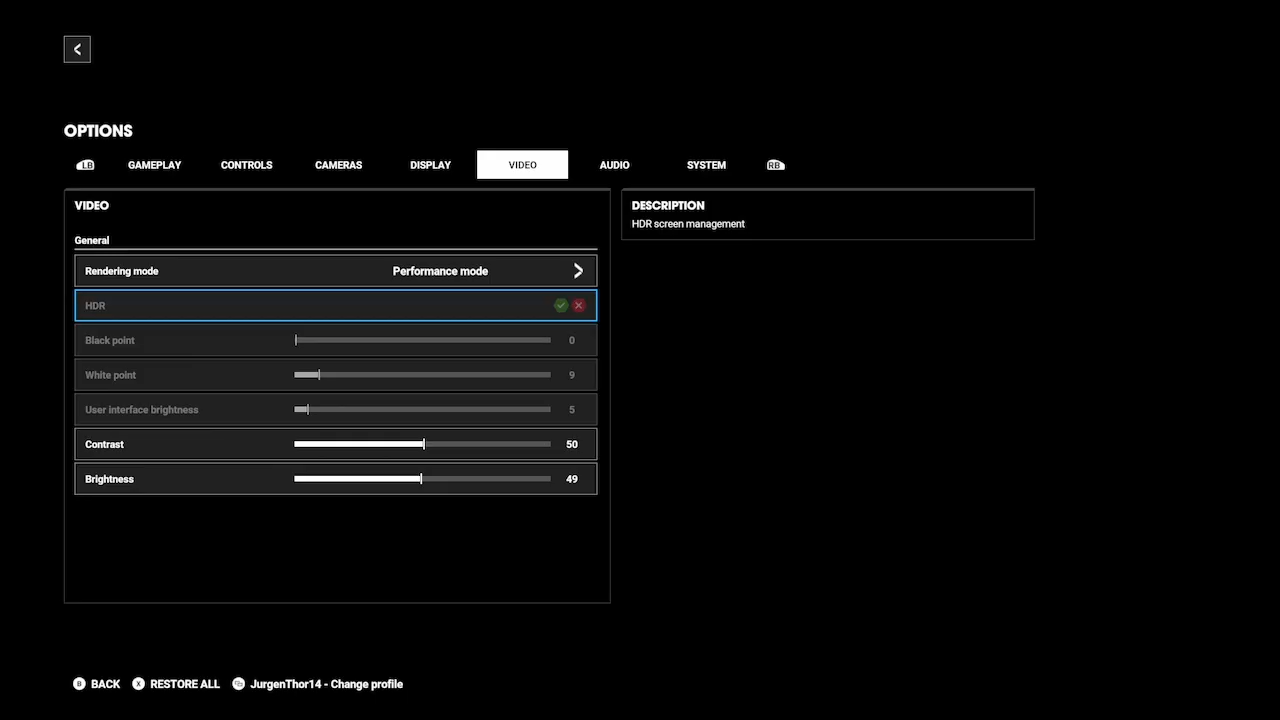 OPTIONS
LB GAMEPLAY CONTROLS CAMERAS DISPLAY VIDEO AUDIO SYSTEM RB
VIDEO
General
Rendering mode Performance mode
HDR
Black point 0
White point 9
User interface brightness 5
Contrast 50
Brightness 49
DESCRIPTION
HDR screen management
B BACK X RESTORE ALL JurgenThor14 - Change profile